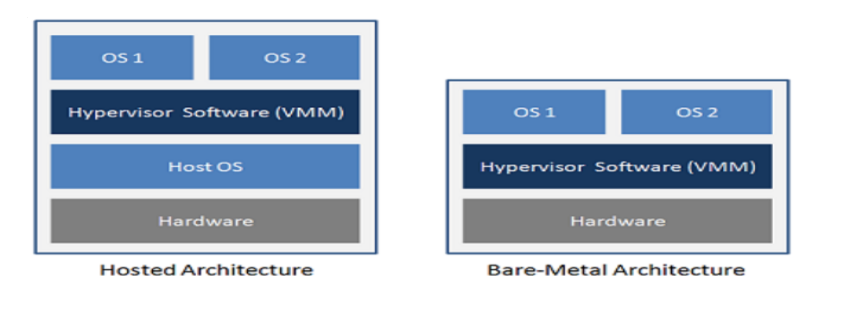 OS 1
OS 2
Hypervisor Software (VMM)
Host OS
Hardware
Hosted Architecture
OS 1
OS 2
Hypervisor Software (VMM)
Hardware
Bare-Metal Architecture